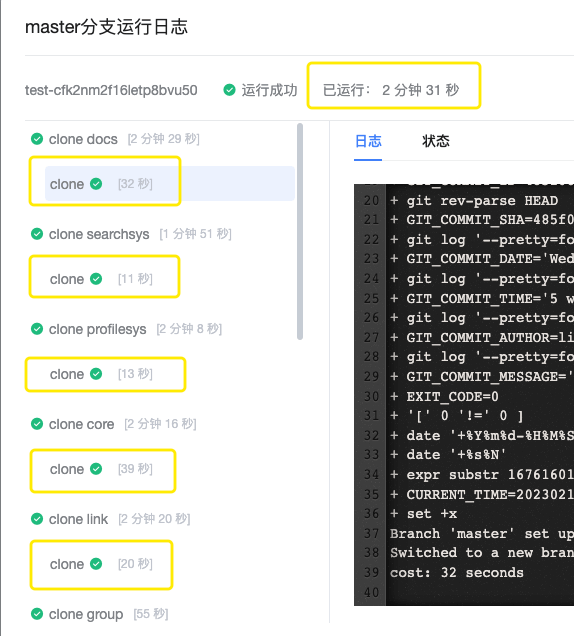 master分支运行日志
test-cfk2nm2f16letp8bvu50 运行成功 已运行： 2 分钟 31 秒
clone docs [2 分钟 29 秒]
clone [32 秒]
clone searchsys [1 分钟 51 秒]
clone [11 秒]
clone profilesys [2 分钟 8 秒]
clone [13 秒]
clone core [2 分钟 16 秒]
clone [39 秒]
clone link [2 分钟 20 秒]
clone [20 秒]
clone group [55 秒]
日志 状态
20 + git rev-parse HEAD
21 + GIT_COMMIT_SHA=485f0
22 + git log '--pretty=fo
23 + GIT_COMMIT_DATE='Wed
24 + git log '--pretty=fo
25 + GIT_COMMIT_TIME='5 w
26 + git log '--pretty=fo
27 + GIT_COMMIT_AUTHOR=li
28 + git log '--pretty=fo
29 + GIT_COMMIT_MESSAGE='
30 + EXIT_CODE=0
31 + '[' 0 '!=' 0 ]
32 + date '+%Y%m%d-%H%M%S
33 + date '+%s%N'
34 + expr substr 16761601
35 + CURRENT_TIME=2023021
36 + set +x
37 Branch 'master' set up
38 Switched to a new bran
39 cost: 32 seconds
40